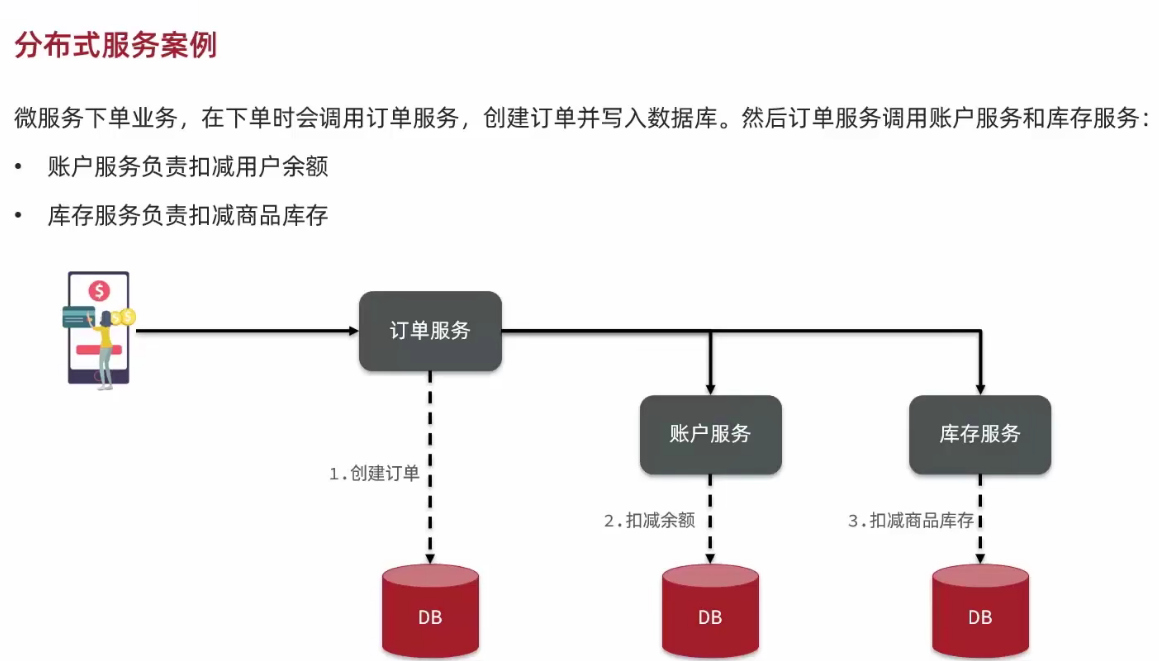 分布式服务案例
微服务下单业务，在下单时会调用订单服务，创建订单并写入数据库。然后订单服务调用账户服务和库存服务：
• 账户服务负责扣减用户余额
• 库存服务负责扣减商品库存
$
$
订单服务
账户服务
库存服务
1.创建订单
2.扣减余额
3.扣减商品库存
DB
DB
DB